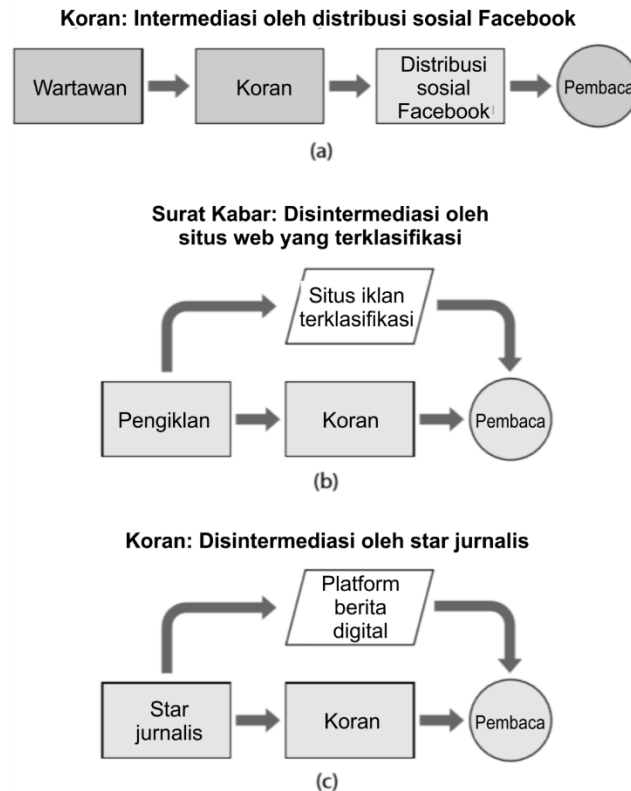 Koran: Intermediasi oleh distribusi sosial Facebook
Wartawan
Koran
Distribusi
sosial
Facebook
Pembaca
(a)
Surat Kabar: Disintermediasi oleh
situs web yang terklasifikasi
Situs iklan
terklasifikasi
Pengiklan
Koran
Pembaca
(b)
Koran: Disintermediasi oleh star jurnalis
Platform
berita
digital
Star
jurnalis
Koran
Pembaca
(c)